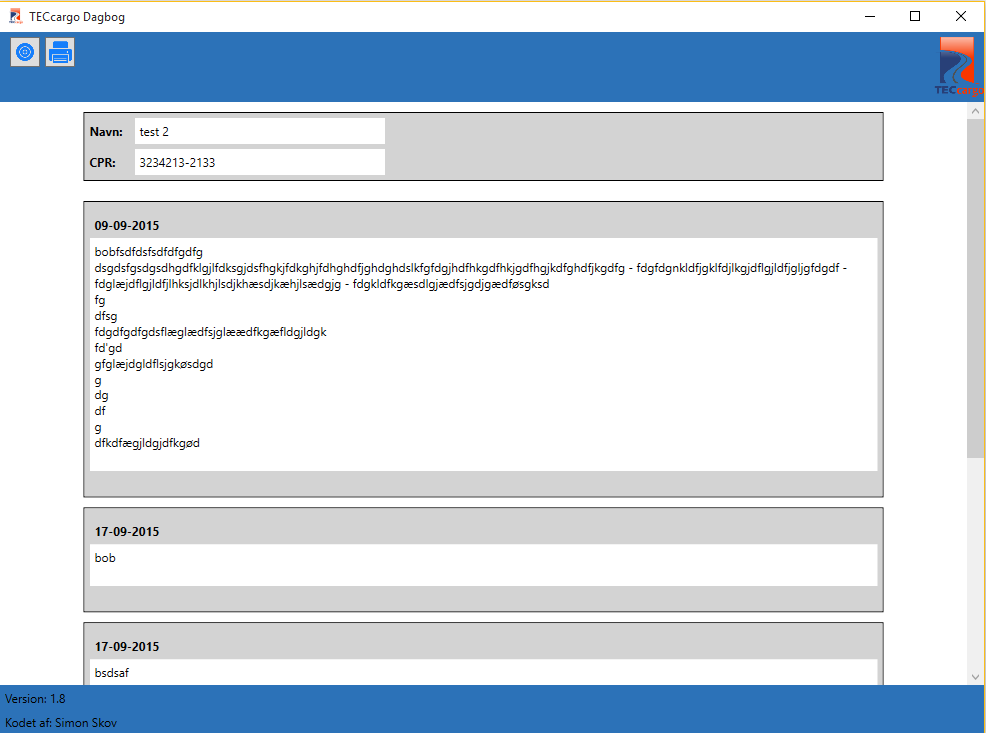 TECcargo Dagbog
TECcargo
Navn: test 2
CPR: 3234213-2133
09-09-2015
bobfsdfdsfsdfdfgdfg
dsgdsfgsdgsdhgdfklgjlfdksgjdsfhgkjfdkghjfdhghdfjghdghdslkfgfdgjhdfhkgdfhkjgdfhgjkdfghdfjkgdfg - fdgfdgnkldfjgklfdjlkgjdflgjldfjgljgfdgdf -
fdglæjdflgjldfjlhksjdlkhjlsdjkhæsdjkæhjlsædgjg - fdgkldfkgæsdlgjædfsjgdjgædføsgksd
fg
dfsg
fdgdfgdfgdsflæglædfsjglæædfkgæfldgjldgk
fd'gd
gfglæjdgldflsjgkøsdgd
g
dg
df
g
dfkdfægjldgjdfkgød
17-09-2015
bob
17-09-2015
bsdsaf
Version: 1.8
Kodet af: Simon Skov